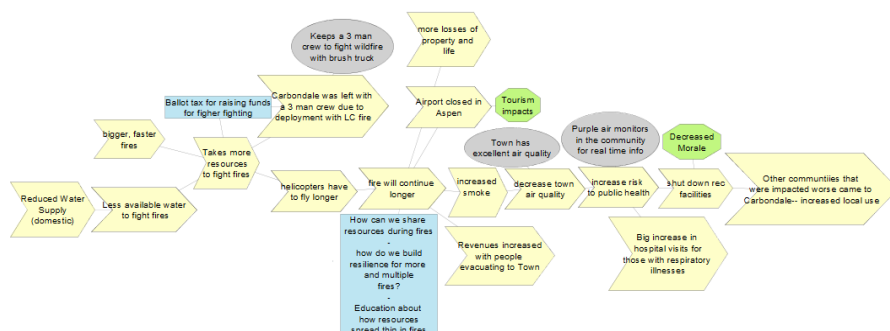 Keeps a 3 man
crew to fight wildfire
with brush truck
more losses of
property and
life
Ballot tax for raising funds
for figher fighting
Carbondale was left with
a 3 man crew due to
deployment with LC fire
Airport closed in
Aspen
Tourism
impacts
bigger, faster
fires
Takes more
resources
to fight fires
Town has
excellent air quality
Purple air monitors
in the community
for real time info
Decreased
Morale
Reduced Water
Supply
(domestic)
Less available water
to fight fires
helicopters have
to fly longer
fire will continue
longer
increased
smoke
decrease town
air quality
increase risk
to public health
shut down rec
facilities
Other communtiies that
were impacted worse came to
Carbondale-- increased local use
How can we share
resources during fires
-
how do we build
resilience for more
and multiple
fires?
-
Education about
how resources
spread thin in fires
Revenues increased
with people
evacuating to Town
Big increase in
hospital visits for
those with respiratory
illnesses